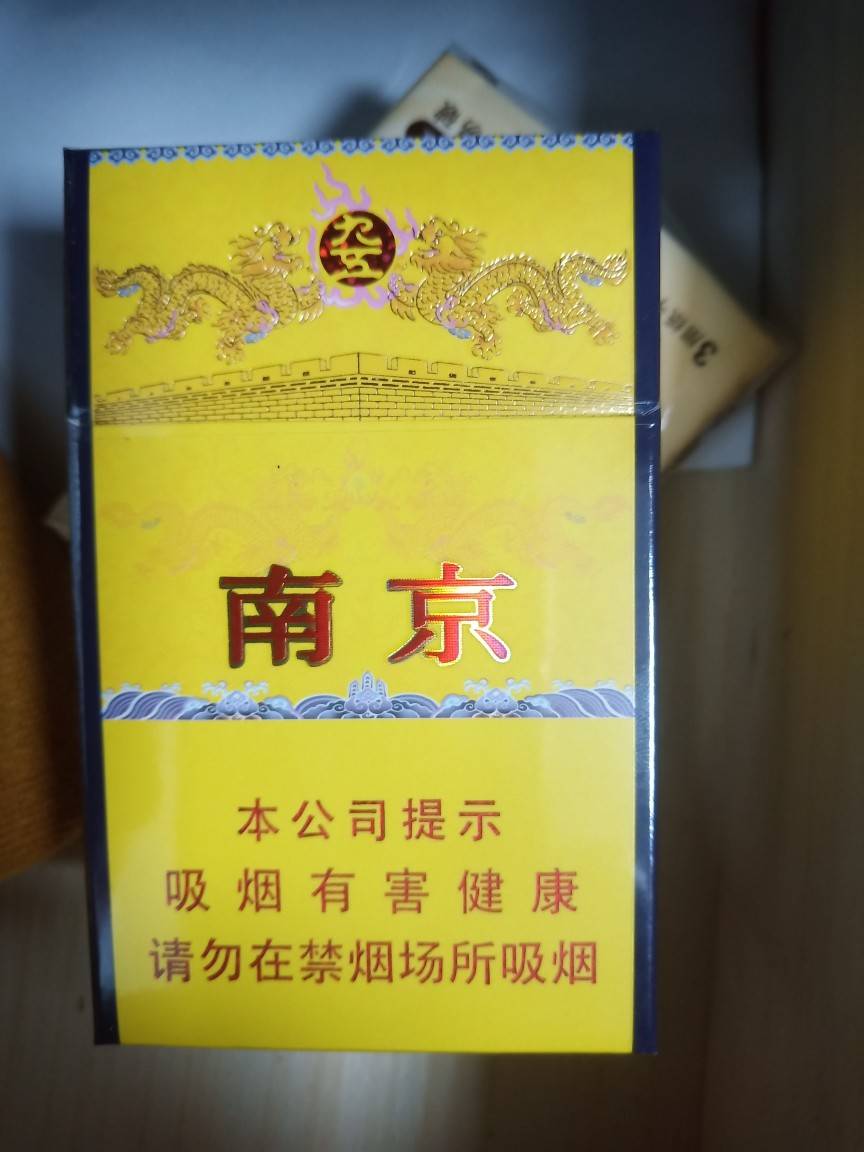 九五
南京
本公司提示
吸烟有害健康
请勿在禁烟场所吸烟
3